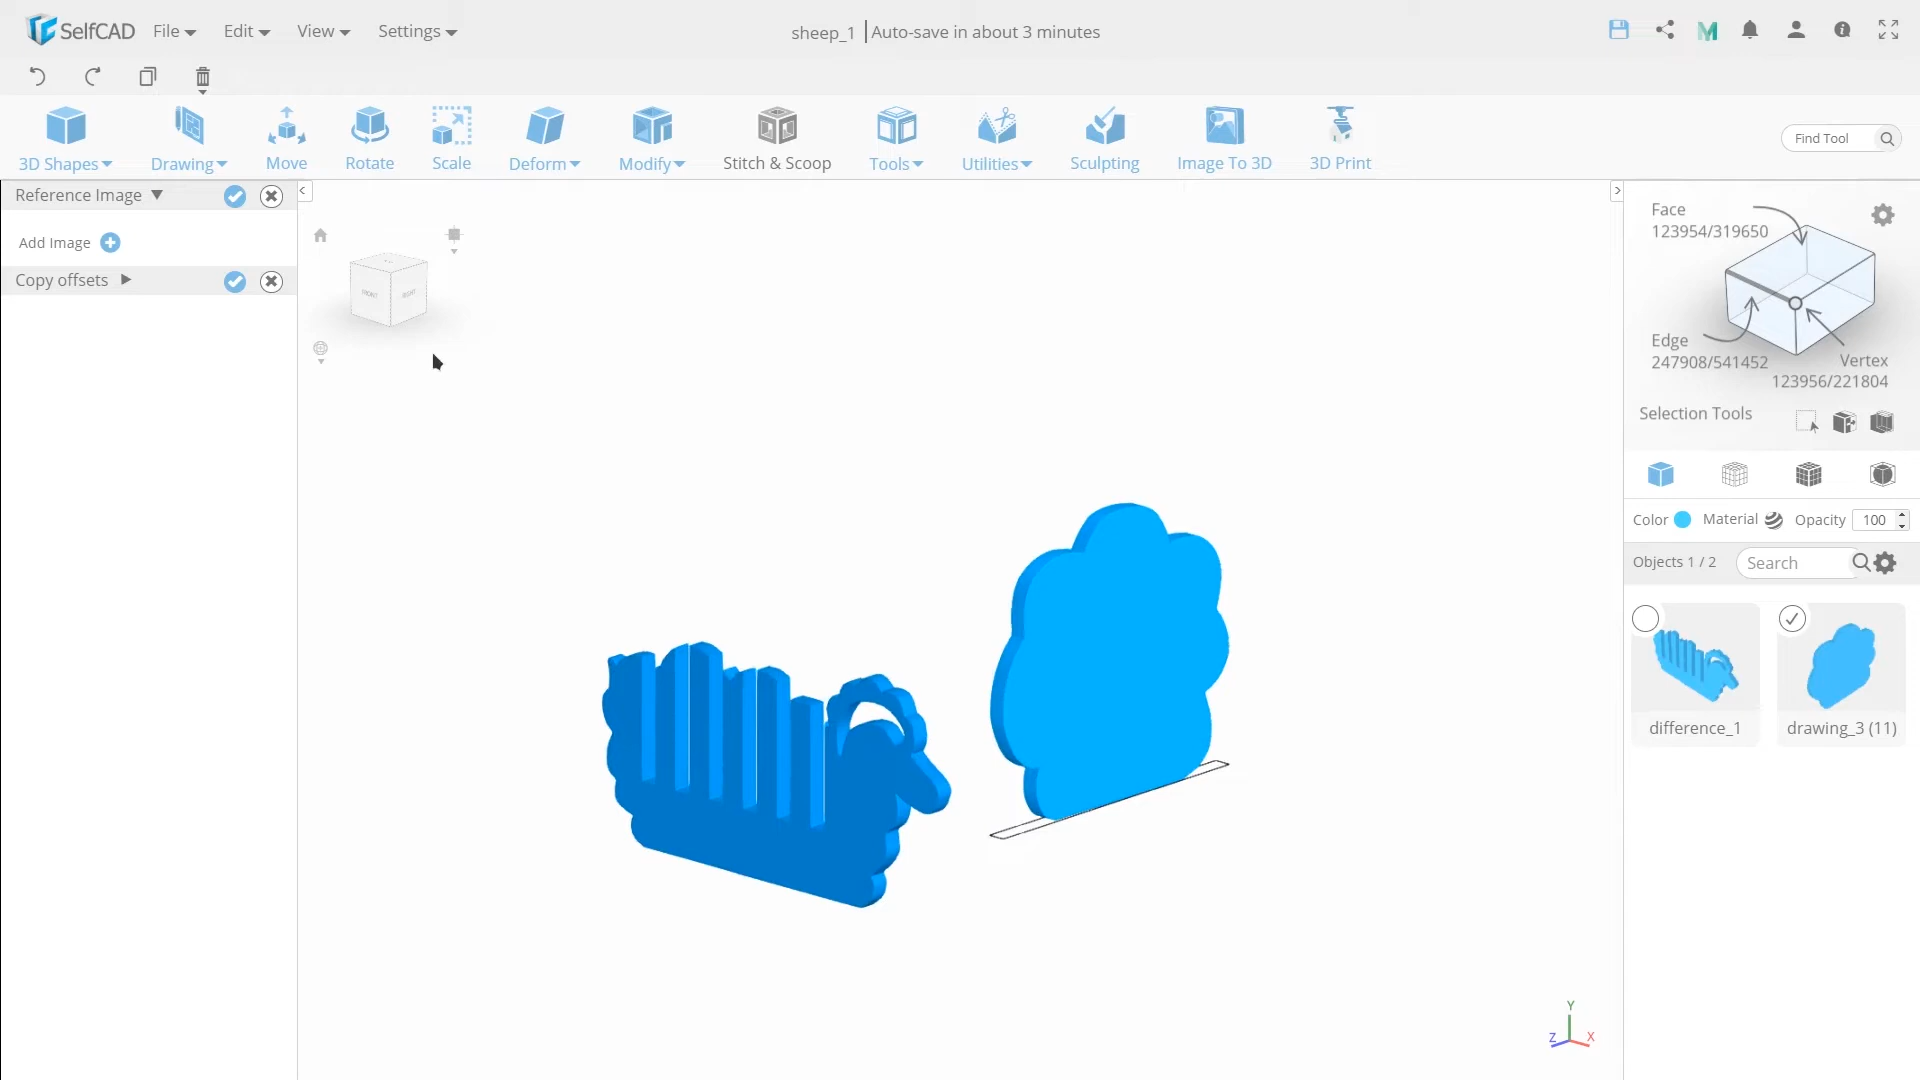 SelfCAD File Edit View Settings sheep_1 Auto-save in about 3 minutes
3D Shapes Drawing Move Rotate Scale Deform Modify Stitch & Scoop Tools Utilities Sculpting Image To 3D 3D Print Find Tool
Reference Image
Add Image
Copy offsets
FRONT RIGHT
Face
123954/319650
Edge
247908/541452
Vertex
123956/221804
Selection Tools
Color Material Opacity 100
Objects 1 / 2 Search
difference_1 drawing_3 (11)
Y
Z X